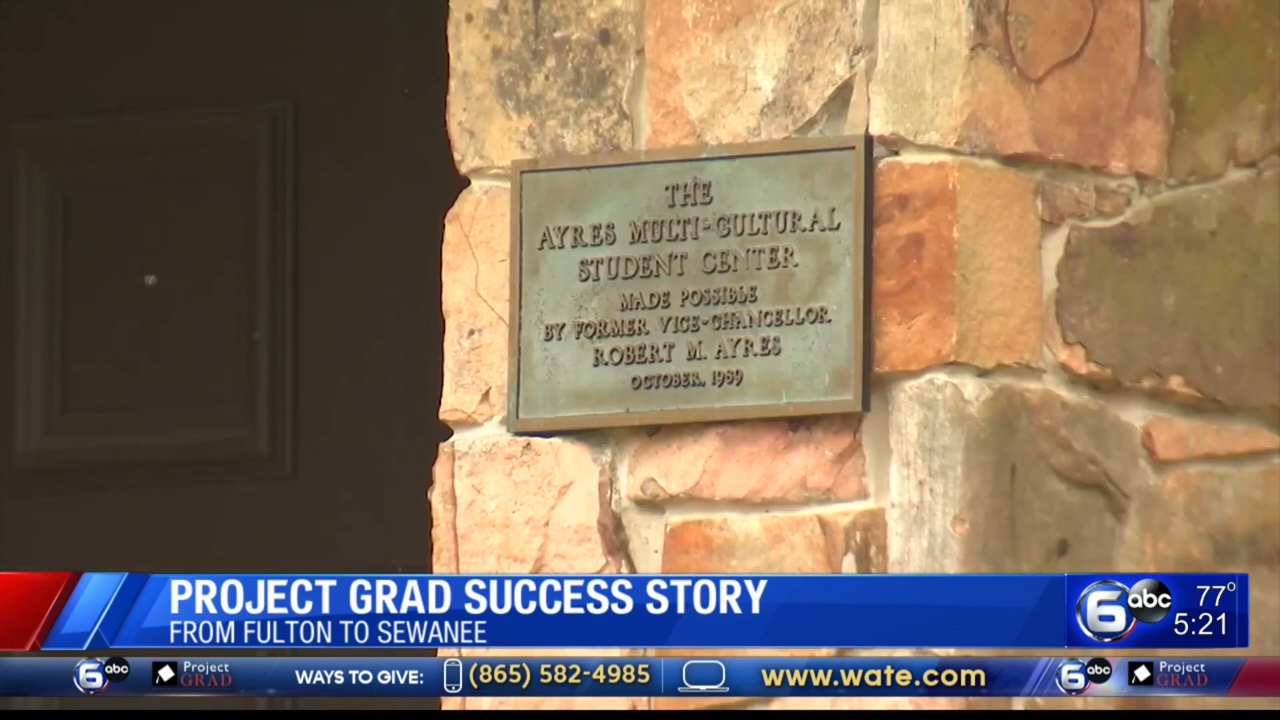 THE
AYRES MULTI-CULTURAL
STUDENT CENTER
MADE POSSIBLE
BY FORMER VICE-CHANCELLOR
ROBERT M. AYRES
OCTOBER, 1989
PROJECT GRAD SUCCESS STORY
FROM FULTON TO SEWANEE
6 abc
77°
5:21
6 abc Project GRAD WAYS TO GIVE: (865) 582-4985 www.wate.com 6 abc Project GRAD